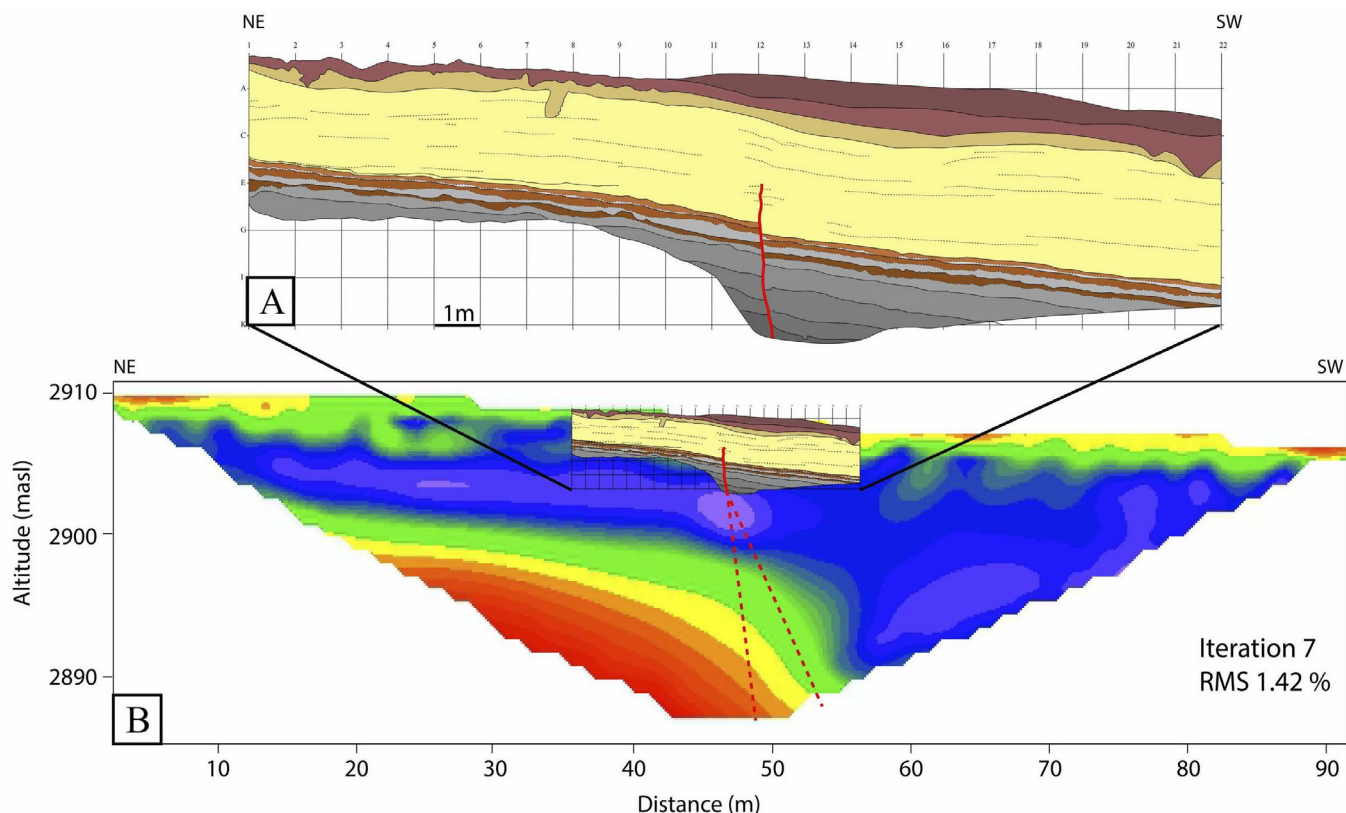 NE SW
1 2 3 4 5 6 7 8 9 10 11 12 13 14 15 16 17 18 19 20 21 22
A
C
E
G
I
K
A
1m
NE SW
2910
2900
2890
Altitude (masl)
Iteration 7
RMS 1.42 %
B
10 20 30 40 50 60 70 80 90
Distance (m)